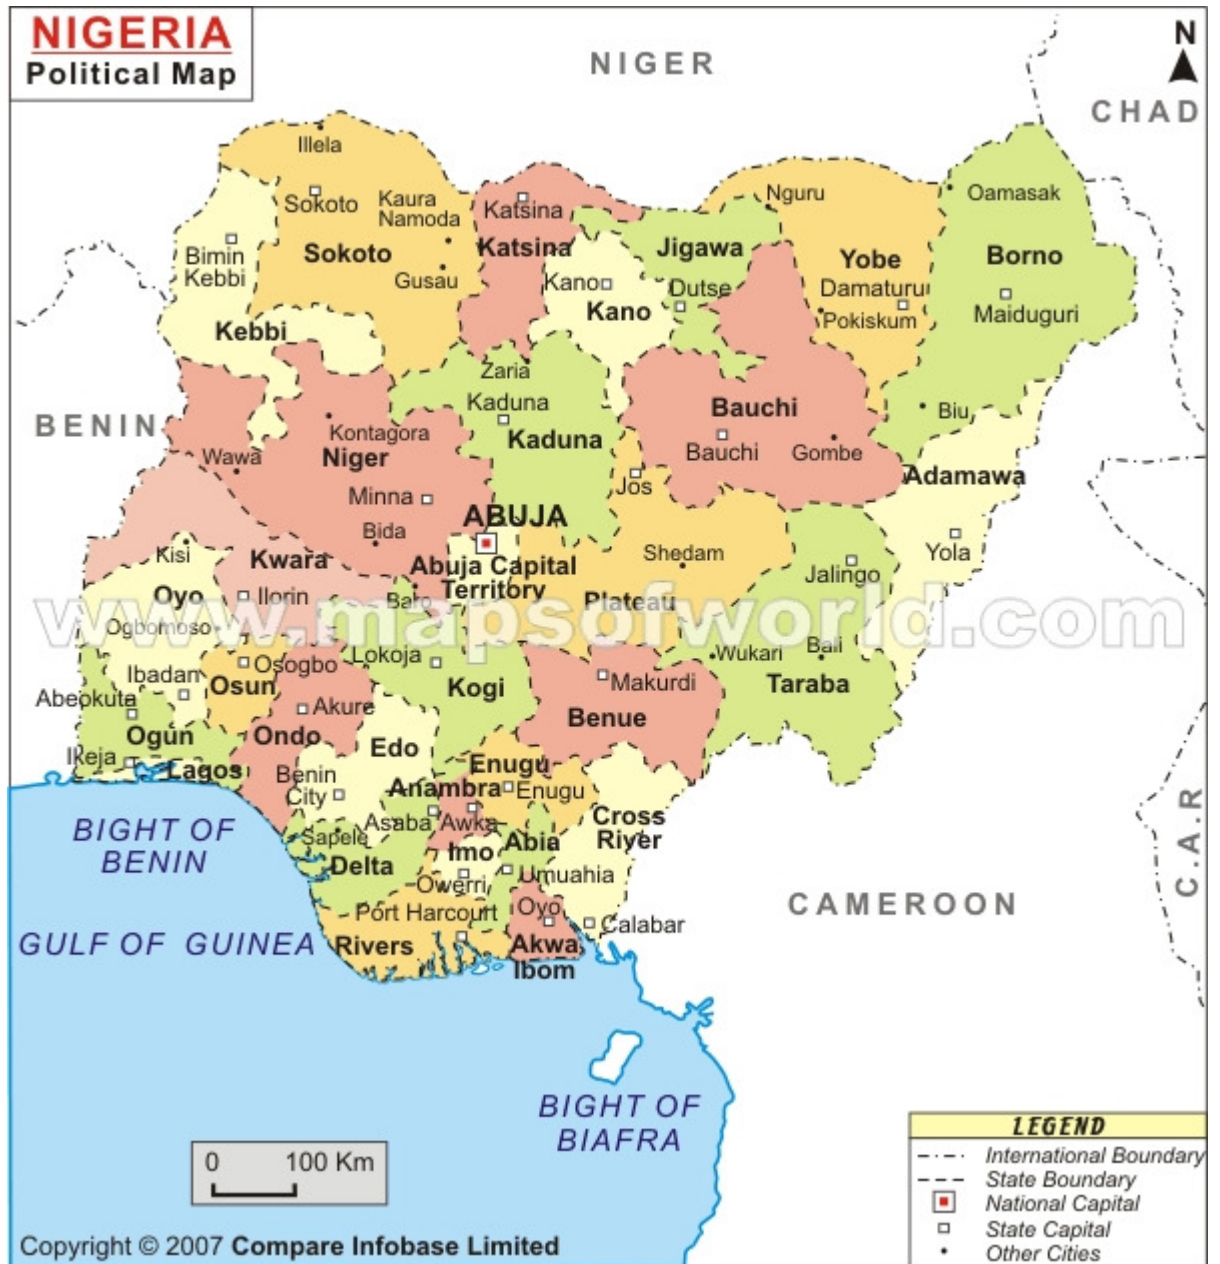 NIGERIA
Political Map
N
NIGER
CHAD
Illela
Sokoto
Kaura
Namoda
Katsina
Nguru
Oamasak
Bimin
Kebbi
Sokoto
Katsina
Jigawa
Yobe
Borno
Gusau
Kano
Dutse
Damaturu
Kebbi
Kano
Pokiskum
Maiduguri
Zaria
Kaduna
BENIN
Kontagora
Kaduna
Bauchi
Biu
Wawa
Niger
Bauchi
Gombe
Adamawa
Minna
Jos
ABUJA
Bida
Kisi
Kwara
Abuja Capital
Territory
Shedam
Yola
Jalingo
Oyo
Ilorin
Baro
Plateau
www.mapsofworld.com
Ogbomoso
Lokoja
Wukari
Bali
Ibadan
Osogbo
Osun
Kogi
Makurdi
Taraba
Abeokuta
Akure
Benue
Ogun
Ondo
Edo
Ikeja
Lagos
Benin
City
Enugu
Anambra
Enugu
Cross
River
BIGHT OF
BENIN
Sapele
Asaba
Awka
Abia
Delta
Imo
Owerri
Umuahia
C.A.R
CAMEROON
Port Harcourt
Oyo
Calabar
GULF OF GUINEA
Rivers
Akwa
Ibom
BIGHT OF
BIAFRA
0 100 Km
LEGEND
International Boundary
State Boundary
National Capital
State Capital
Other Cities
Copyright © 2007 Compare Infobase Limited